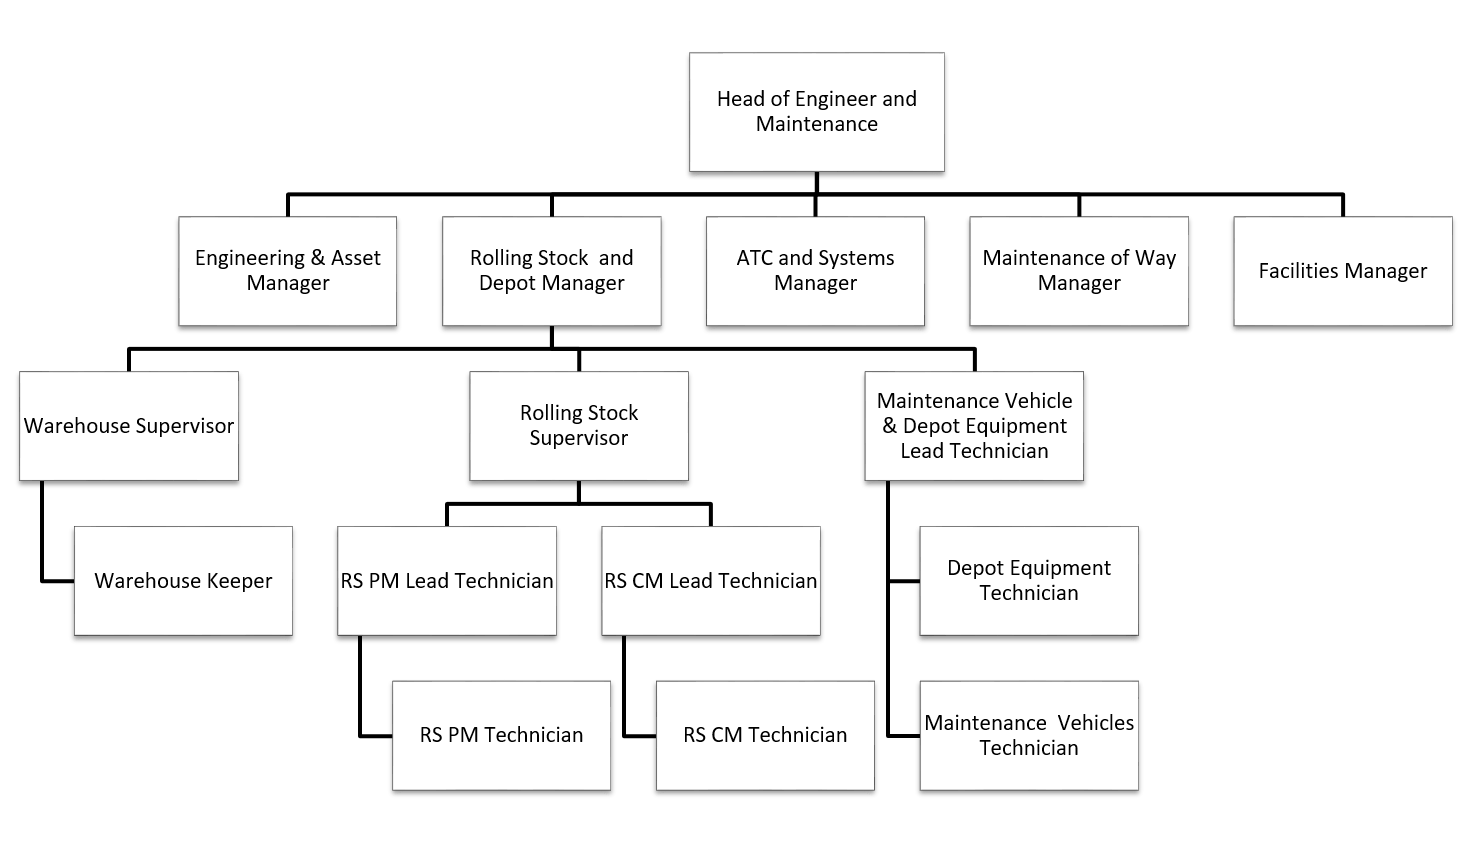 Head of Engineer and
Maintenance
Engineering & Asset
Manager
Rolling Stock  and
Depot Manager
ATC and Systems
Manager
Maintenance of Way
Manager
Facilities Manager
Warehouse Supervisor
Rolling Stock
Supervisor
Maintenance Vehicle
& Depot Equipment
Lead Technician
Warehouse Keeper
RS PM Lead Technician
RS CM Lead Technician
Depot Equipment
Technician
RS PM Technician
RS CM Technician
Maintenance  Vehicles
Technician